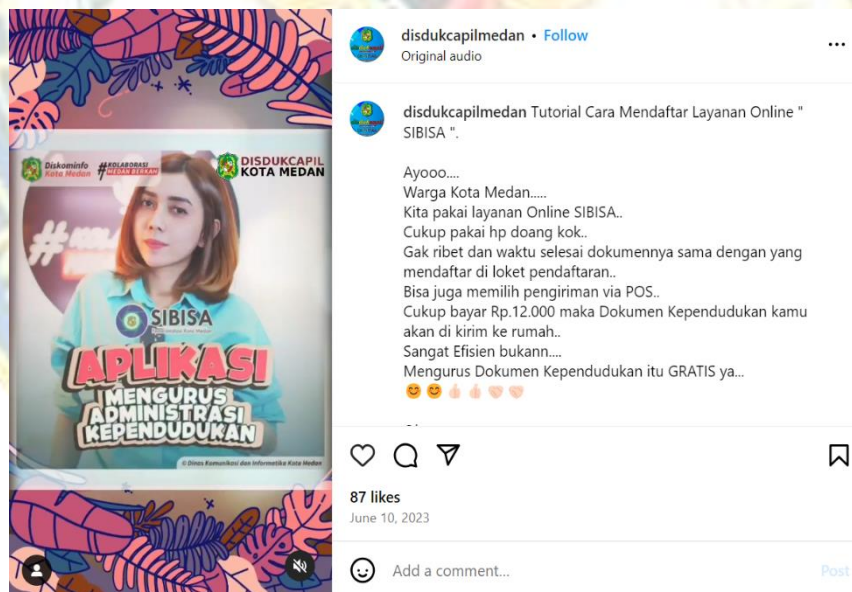 disdukcapilmedan • Follow
Original audio
disdukcapilmedan Tutorial Cara Mendaftar Layanan Online "
SIBISA ".
Ayooo....
Warga Kota Medan.....
Kita pakai layanan Online SIBISA..
Cukup pakai hp doang kok..
Gak ribet dan waktu selesai dokumennya sama dengan yang
mendaftar di loket pendaftaran..
Bisa juga memilih pengiriman via POS..
Cukup bayar Rp.12.000 maka Dokumen Kependudukan kamu
akan di kirim ke rumah..
Sangat Efisien bukann....
Mengurus Dokumen Kependudukan itu GRATIS ya...
87 likes
June 10, 2023
Add a comment...
Post
Diskominfo
Kota Medan
#KOLABORASI
MEDAN BERKAH
DISDUKCAPIL
KOTA MEDAN
SIBISA
APLIKASI
MENGURUS
ADMINISTRASI
KEPENDUDUKAN
© Dinas Komunikasi dan Informatika Kota Medan